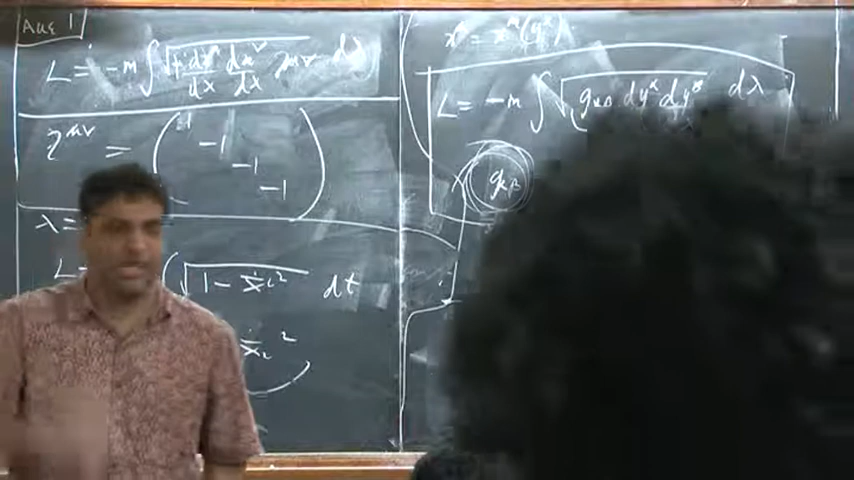 Aug 1
L = -m ∫ √( dx^μ/dλ dx^ν/dλ η_μν ) dλ
η^μν = ( 1 -1 -1 -1 )
λ =
L
√(1 - ẋ_i²) dt
ẋ_i²
x^μ = x^μ(y^α)
L = -m ∫ √( g_αβ dy^α dy^β ) dλ
g_αβ